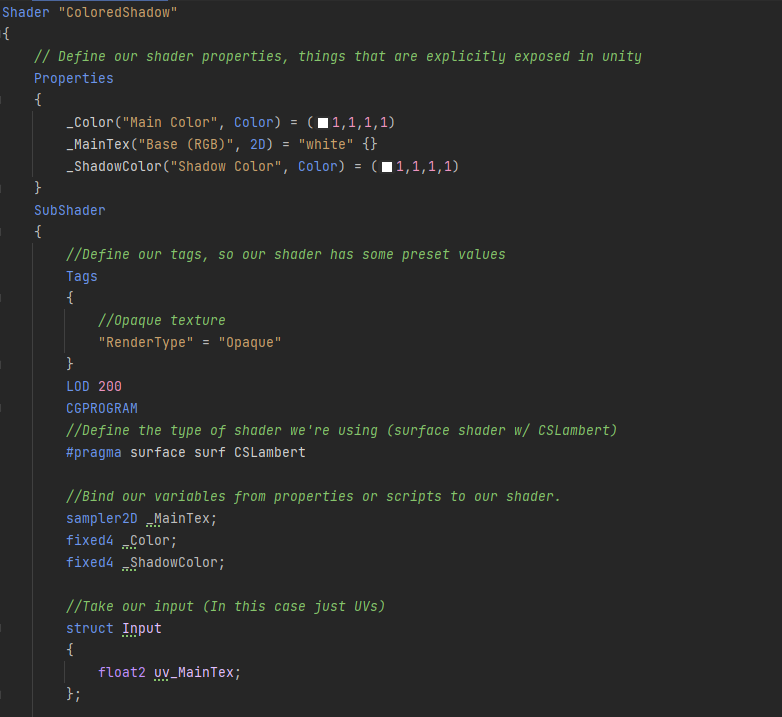 Shader "ColoredShadow"
{
    // Define our shader properties, things that are explicitly exposed in unity
    Properties
    {
        _Color("Main Color", Color) = (1,1,1,1)
        _MainTex("Base (RGB)", 2D) = "white" {}
        _ShadowColor("Shadow Color", Color) = (1,1,1,1)
    }
    SubShader
    {
        //Define our tags, so our shader has some preset values
        Tags
        {
            //Opaque texture
            "RenderType" = "Opaque"
        }
        LOD 200
        CGPROGRAM
        //Define the type of shader we're using (surface shader w/ CSLambert)
        #pragma surface surf CSLambert

        //Bind our variables from properties or scripts to our shader.
        sampler2D _MainTex;
        fixed4 _Color;
        fixed4 _ShadowColor;

        //Take our input (In this case just UVs)
        struct Input
        {
            float2 uv_MainTex;
        };